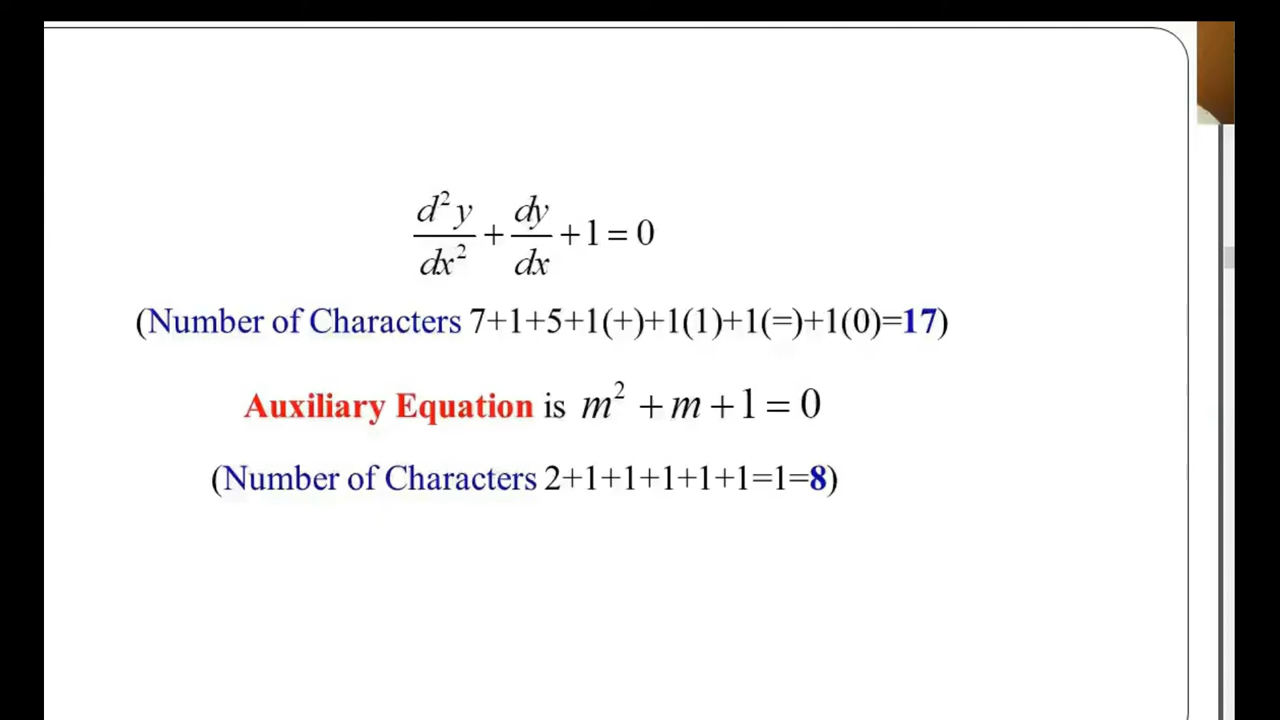 d²y/dx² + dy/dx + 1 = 0
(Number of Characters 7+1+5+1(+)+1(1)+1(=)+1(0)=17)
Auxiliary Equation is m² + m + 1 = 0
(Number of Characters 2+1+1+1+1+1=1=8)